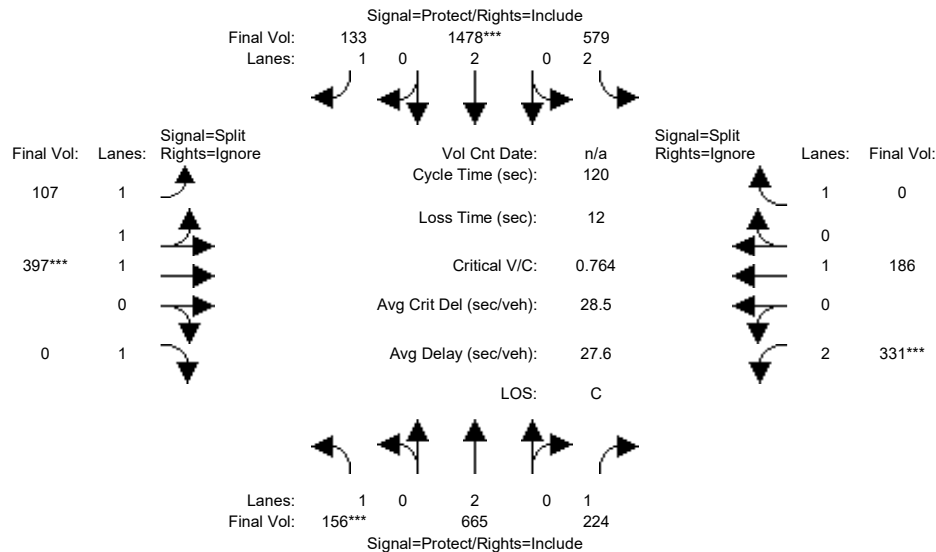 Signal=Protect/Rights=Include
Final Vol: 133 1478*** 579
Lanes: 1 0 2 0 2
Signal=Split
Final Vol: Lanes: Rights=Ignore
Vol Cnt Date: n/a
Signal=Split
Rights=Ignore Lanes: Final Vol:
Cycle Time (sec): 120
107 1
1 0
Loss Time (sec): 12
1
0
397*** 1
Critical V/C: 0.764
1 186
0
Avg Crit Del (sec/veh): 28.5
0
0 1
Avg Delay (sec/veh): 27.6
2 331***
LOS: C
Lanes: 1 0 2 0 1
Final Vol: 156*** 665 224
Signal=Protect/Rights=Include